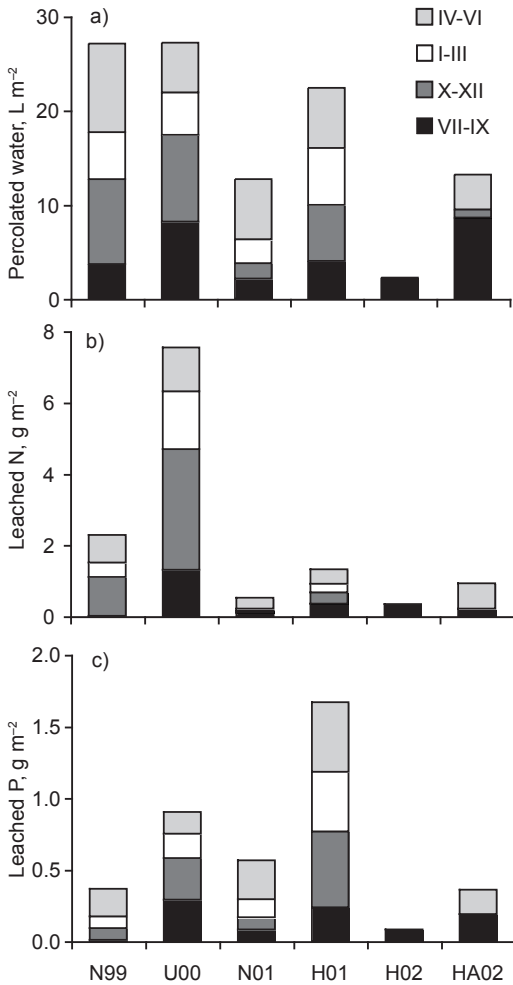 a)
IV-VI
I-III
X-XII
VII-IX
Percolated water, L m⁻²
30
20
10
0
b)
Leached N, g m⁻²
8
6
4
2
0
c)
Leached P, g m⁻²
2.0
1.5
1.0
0.5
0.0
N99 U00 N01 H01 H02 HA02